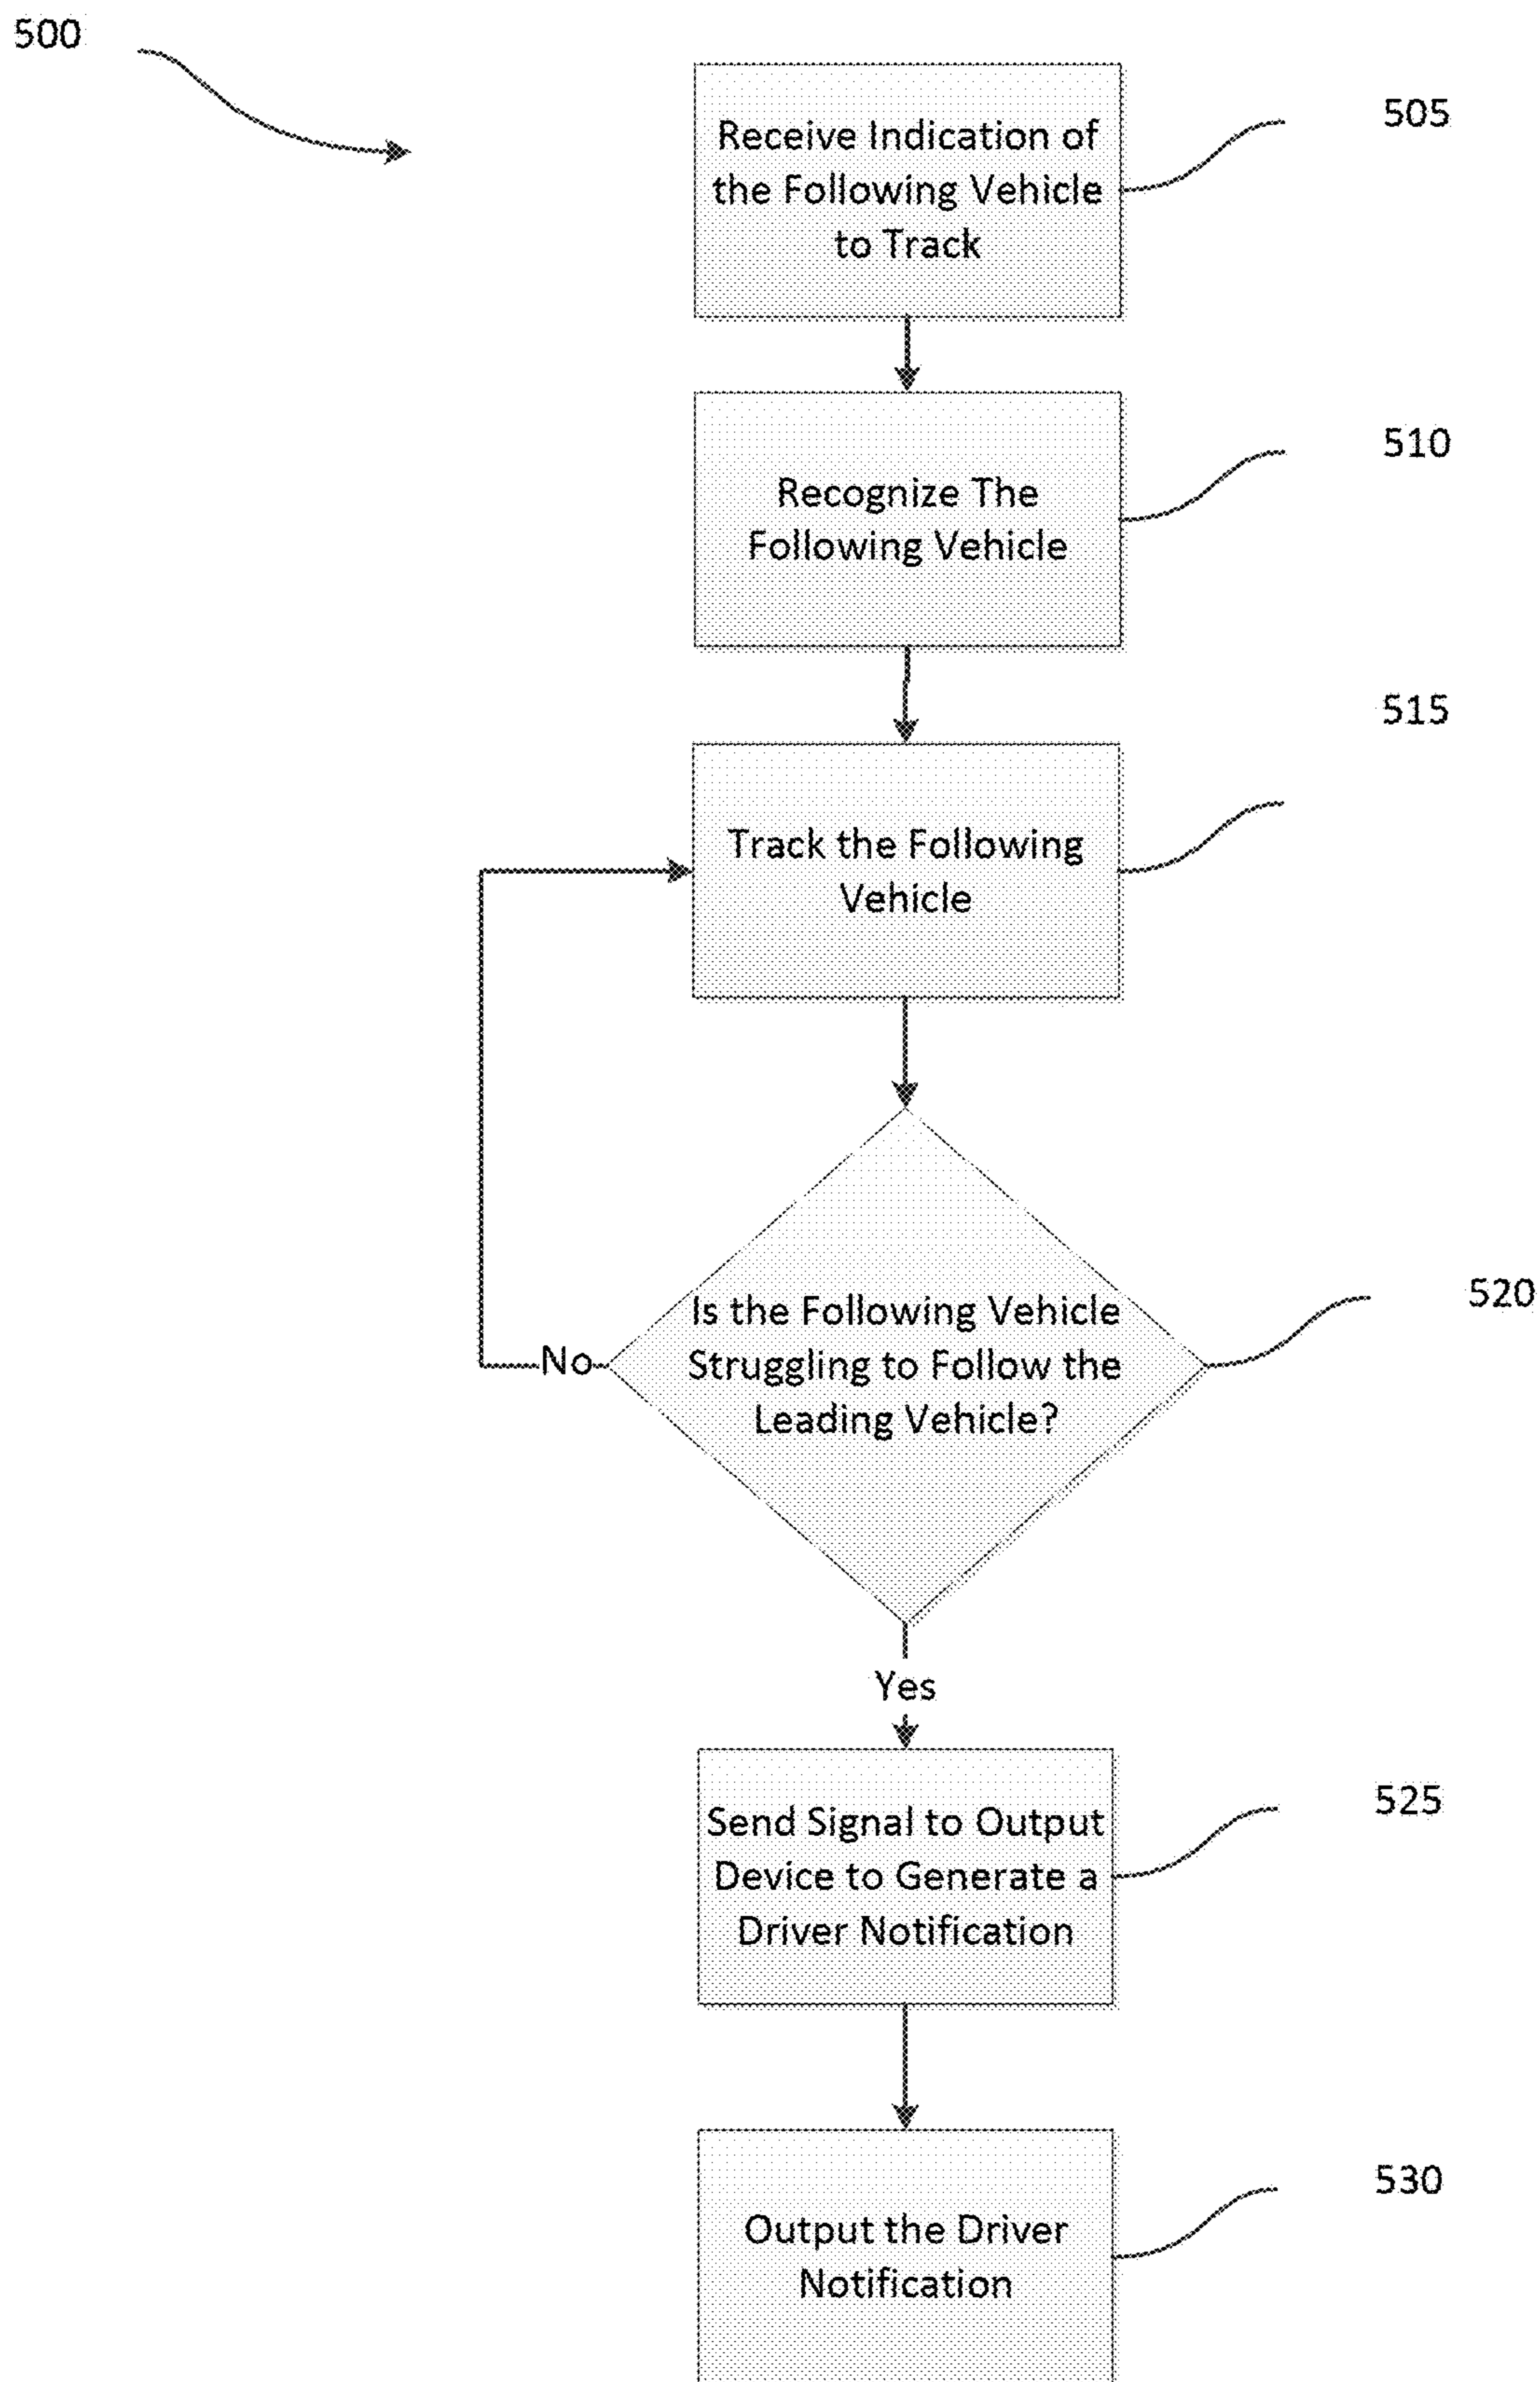 500
Receive Indication of
the Following Vehicle
to Track
505
Recognize The
Following Vehicle
510
Track the Following
Vehicle
515
Is the Following Vehicle
Struggling to Follow the
Leading Vehicle?
520
No
Yes
Send Signal to Output
Device to Generate a
Driver Notification
525
Output the Driver
Notification
530